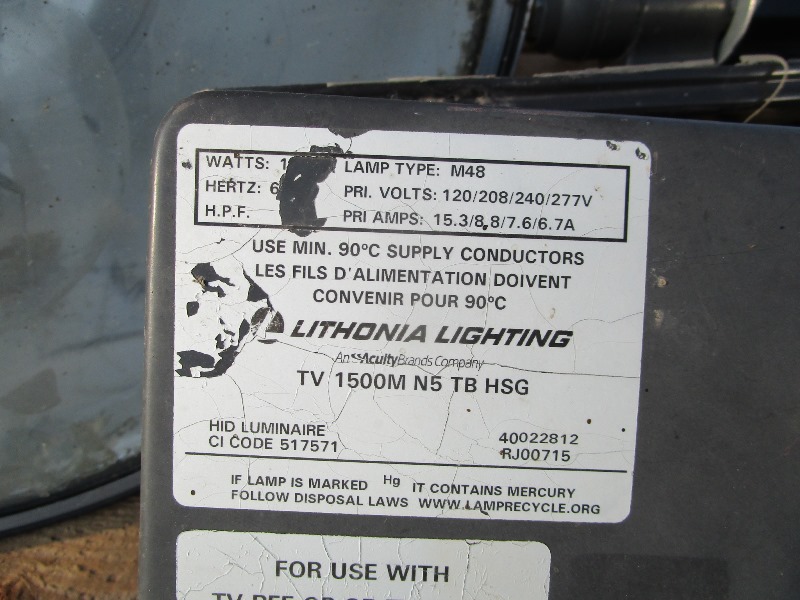 WATTS: 1
LAMP TYPE: M48
HERTZ: 6
PRI. VOLTS: 120/208/240/277V
H.P.F.
PRI AMPS: 15.3/8.8/7.6/6.7A
USE MIN. 90°C SUPPLY CONDUCTORS
LES FILS D'ALIMENTATION DOIVENT
CONVENIR POUR 90°C
LITHONIA LIGHTING
An AcuityBrands Company
TV 1500M N5 TB HSG
HID LUMINAIRE
CI CODE 517571
40022812
RJ00715
IF LAMP IS MARKED Hg IT CONTAINS MERCURY
FOLLOW DISPOSAL LAWS WWW.LAMPRECYCLE.ORG
FOR USE WITH
TV